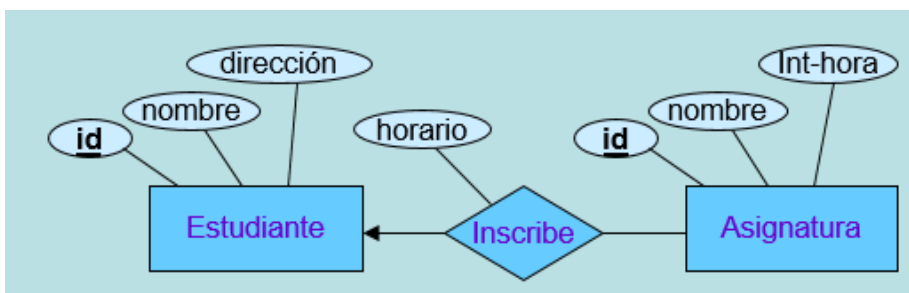 dirección
Int-hora
nombre
horario
nombre
id
id
Estudiante
Inscribe
Asignatura